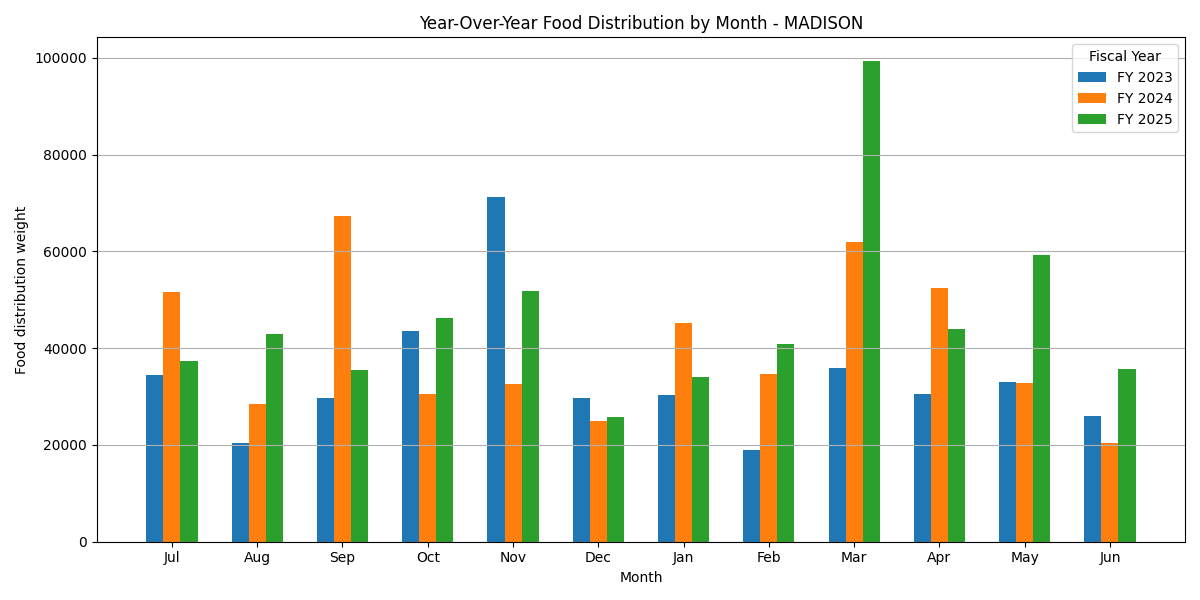 Year-Over-Year Food Distribution by Month - MADISON
Fiscal Year
FY 2023
FY 2024
FY 2025
100000
80000
60000
40000
20000
0
Food distribution weight
Jul Aug Sep Oct Nov Dec Jan Feb Mar Apr May Jun
Month